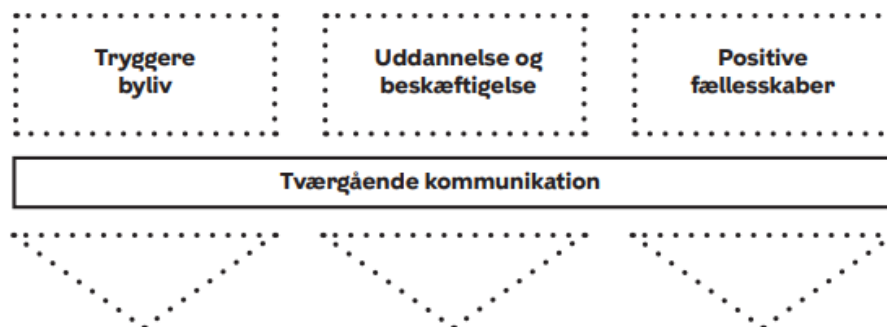 Tryggere
byliv
Uddannelse og
beskæftigelse
Positive
fællesskaber
Tværgående kommunikation